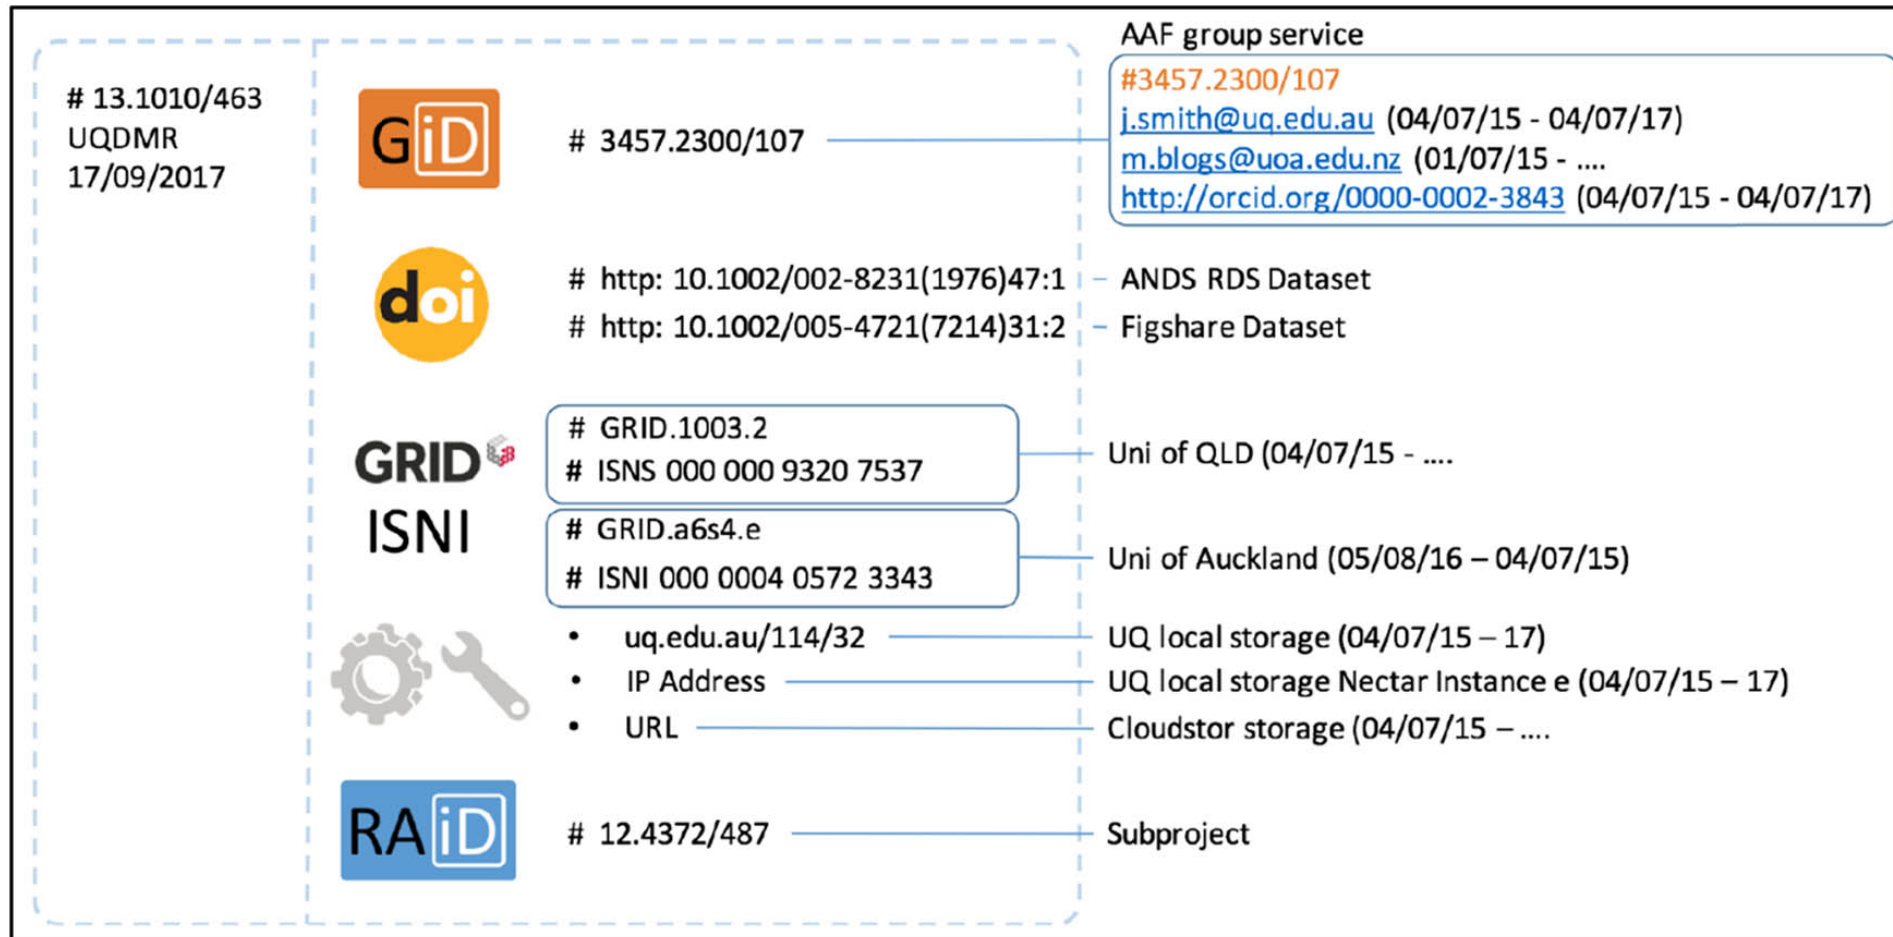 # 13.1010/463
UQDMR
17/09/2017
GiD
# 3457.2300/107
AAF group service
#3457.2300/107
j.smith@uq.edu.au (04/07/15 - 04/07/17)
m.blogs@uoa.edu.nz (01/07/15 - ....
http://orcid.org/0000-0002-3843 (04/07/15 - 04/07/17)
doi
# http: 10.1002/002-8231(1976)47:1
ANDS RDS Dataset
# http: 10.1002/005-4721(7214)31:2
Figshare Dataset
GRID
ISNI
# GRID.1003.2
# ISNS 000 000 9320 7537
Uni of QLD (04/07/15 - ....
# GRID.a6s4.e
# ISNI 000 0004 0572 3343
Uni of Auckland (05/08/16 – 04/07/15)
• uq.edu.au/114/32
UQ local storage (04/07/15 – 17)
• IP Address
UQ local storage Nectar Instance e (04/07/15 – 17)
• URL
Cloudstor storage (04/07/15 – ....
RAiD
# 12.4372/487
Subproject